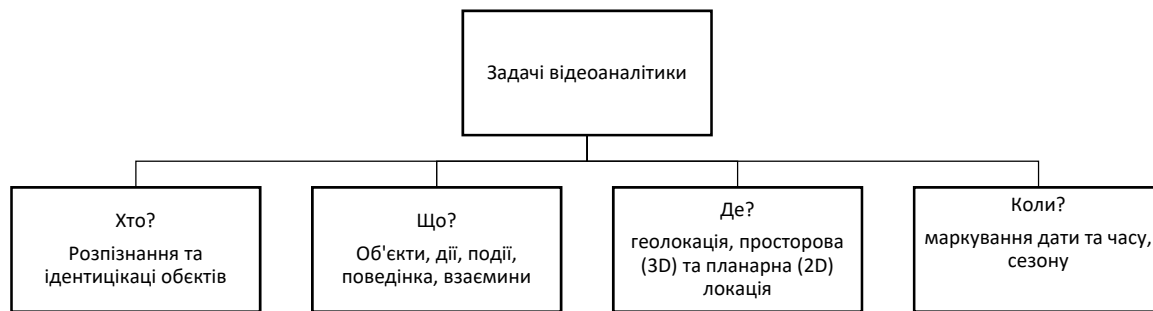 Задачі відеоаналітики
Хто?
Розпізнання та
ідентицікаці обєктів
Що?
Об'єкти, дії, події,
поведінка, взаємини
Де?
геолокація, просторова
(3D) та планарна (2D)
локація
Коли?
маркування дати та часу,
сезону